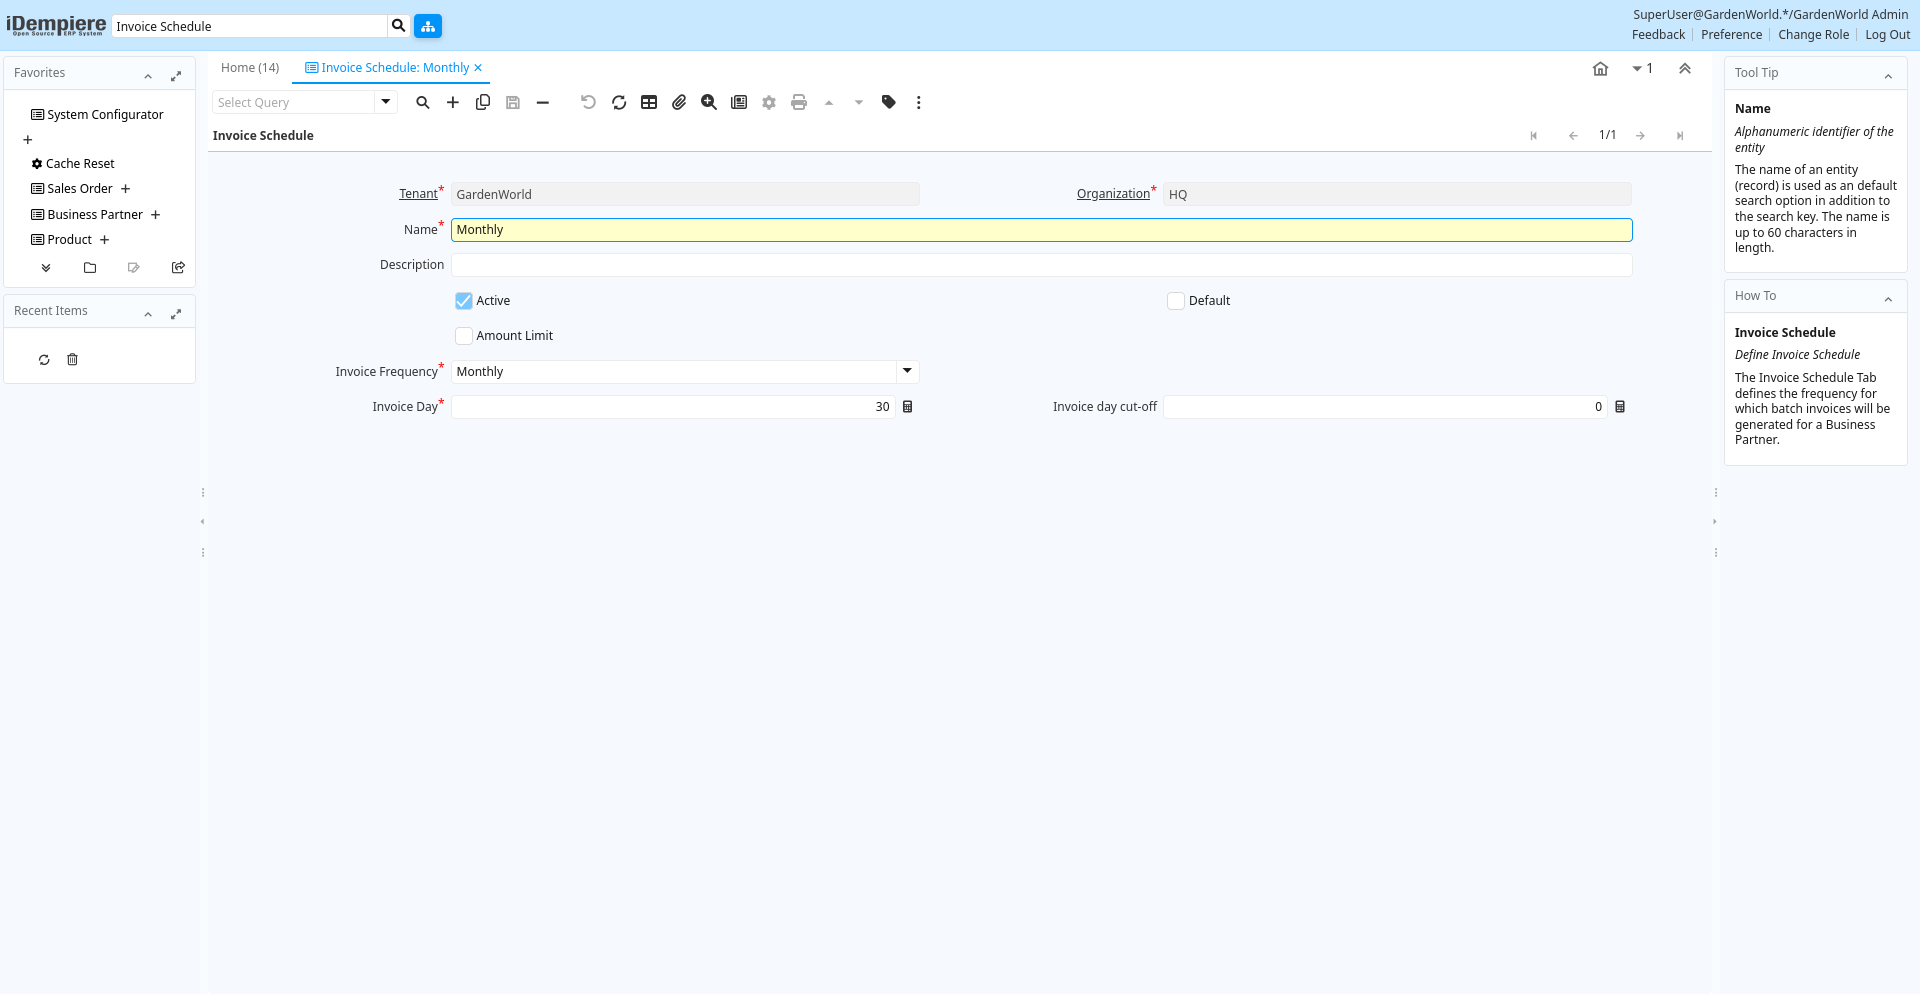 iDempiere
Open Source ERP System
Invoice Schedule
SuperUser@GardenWorld.*/GardenWorld Admin
Feedback
Preference
Change Role
Log Out
Favorites
System Configurator
Cache Reset
Sales Order
Business Partner
Product
Recent Items
Home (14)
Invoice Schedule: Monthly
1
Select Query
Invoice Schedule
1/1
Tenant*
GardenWorld
Organization*
HQ
Name*
Monthly
Description
Active
Default
Amount Limit
Invoice Frequency*
Monthly
Invoice Day*
30
Invoice day cut-off
0
Tool Tip
Name
Alphanumeric identifier of the
entity
The name of an entity
(record) is used as an default
search option in addition to
the search key. The name is
up to 60 characters in
length.
How To
Invoice Schedule
Define Invoice Schedule
The Invoice Schedule Tab
defines the frequency for
which batch invoices will be
generated for a Business
Partner.